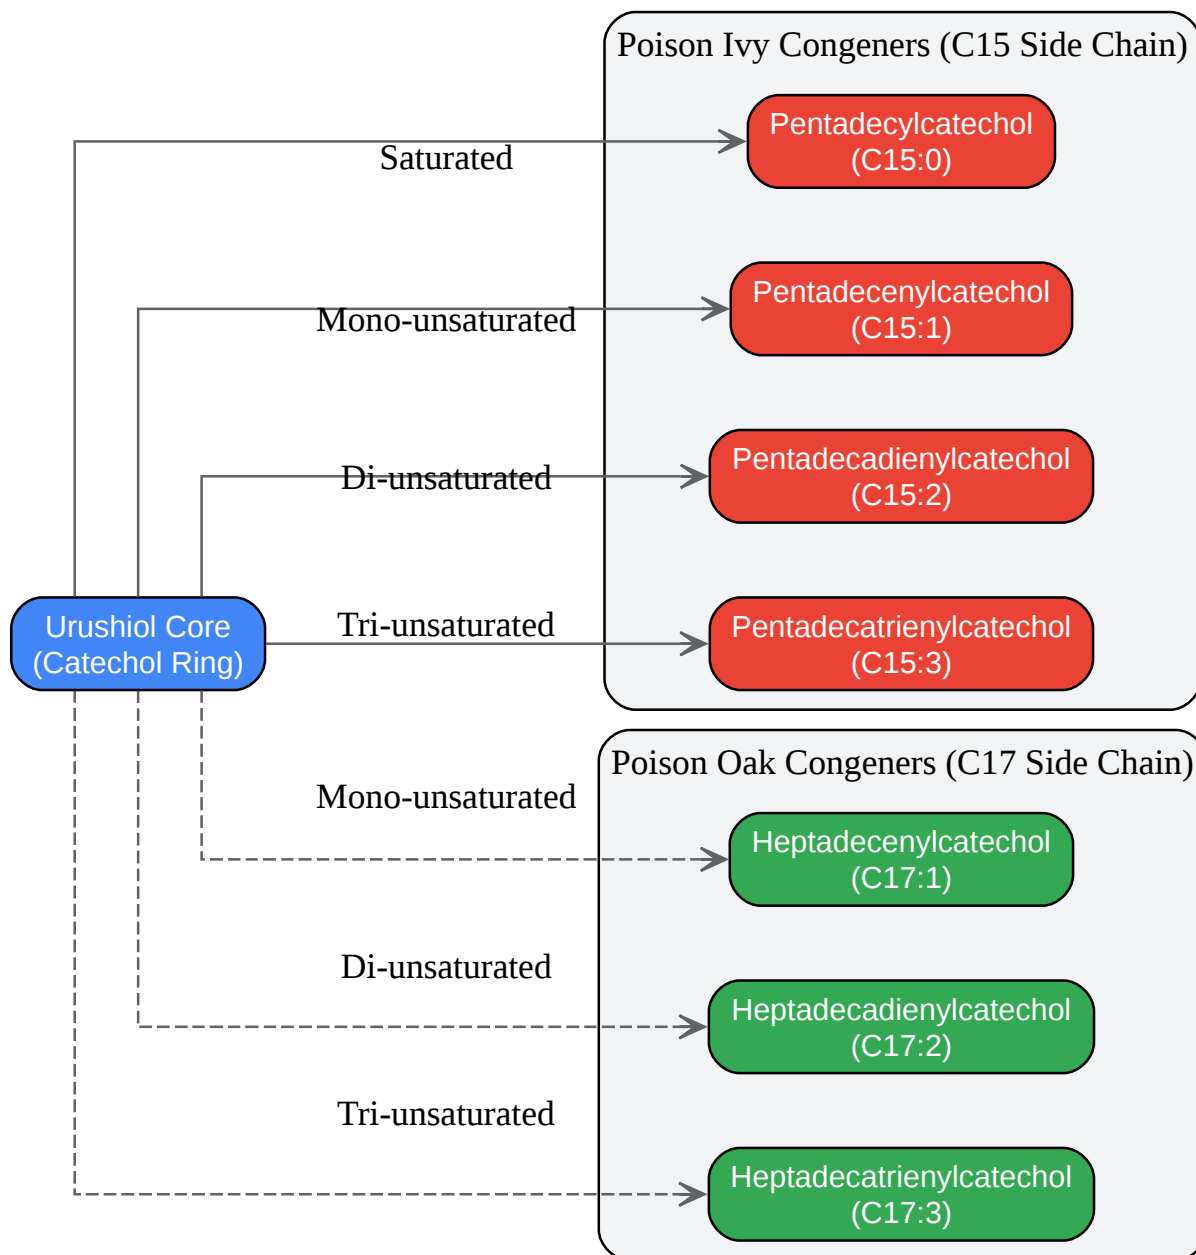 Poison Ivy Congeners (C15 Side Chain)
Pentadecylcatechol
(C15:0)
Saturated
Pentadecenylcatechol
(C15:1)
Mono-unsaturated
Pentadecadienylcatechol
(C15:2)
Di-unsaturated
Urushiol Core
(Catechol Ring)
Tri-unsaturated
Pentadecatrienylcatechol
(C15:3)
Poison Oak Congeners (C17 Side Chain)
Mono-unsaturated
Heptadecenylcatechol
(C17:1)
Di-unsaturated
Heptadecadienylcatechol
(C17:2)
Tri-unsaturated
Heptadecatrienylcatechol
(C17:3)